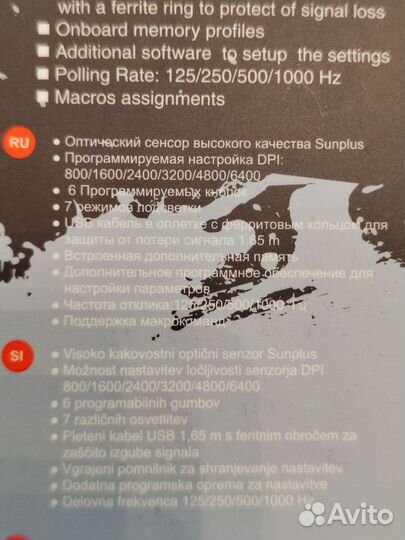 with a ferrite ring to protect of signal loss
Onboard memory profiles
Additional software to setup the settings
Polling Rate: 125/250/500/1000 Hz
Macros assignments
RU
• Оптический сенсор высокого качества Sunplus
• Программируемая настройка DPI:
800/1600/2400/3200/4800/6400
• 6 Программируемых кнопок
• 7 режимов подсветки
• USB кабель в оплетке с ферритовым кольцом для
защиты от потери сигнала 1.65 m
• Встроенная дополнительная память
• Дополнительное программное обеспечение для
настройки параметров
• Частота отклика:125/250/500/1000 Гц
• Поддержка макрокоманд
SI
• Visoko kakovostni optični senzor Sunplus
• Možnost nastavitev ločljivosti senzorja DPI
800/1600/2400/3200/4800/6400
• 6 programabilnih gumbov
• 7 različnih osvetlitev
• Pleteni kabel USB 1,65 m s feritnim obročem za
zaščito izgube signala
• Vgrajeni pomnilnik za shranjevanje nastavitev
• Dodatna programska oprema za nastavitve
• Delovna frekvenca 125/250/500/1000 Hz
Avito